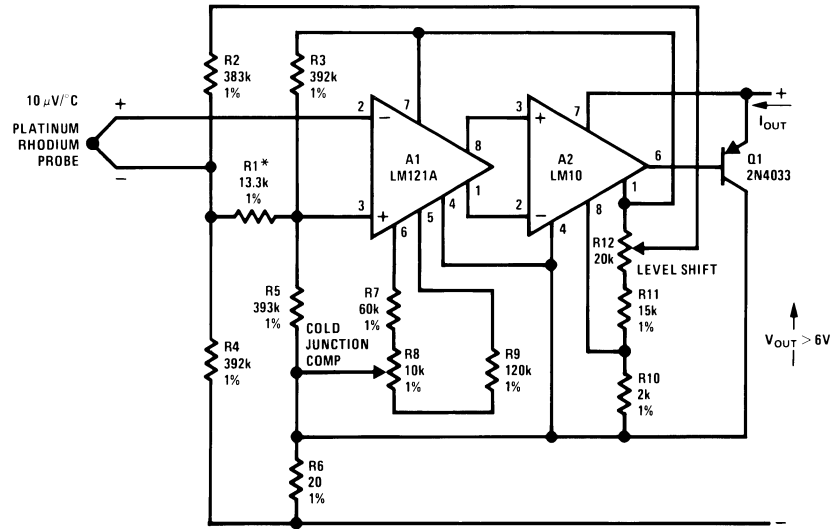 R2
383k
1%
R3
392k
1%
10 µV/°C
+
PLATINUM
RHODIUM
PROBE
−
R1*
13.3k
1%
2
−
7
A1
LM121A
8
1
3
+
6
5
4
3
+
7
A2
LM10
6
2
−
1
4
8
+
IOUT
Q1
2N4033
R12
20k
LEVEL SHIFT
R5
393k
1%
COLD
JUNCTION
COMP
R7
60k
1%
R8
10k
1%
R9
120k
1%
R11
15k
1%
R10
2k
1%
VOUT > 6V
R4
392k
1%
R6
20
1%
−